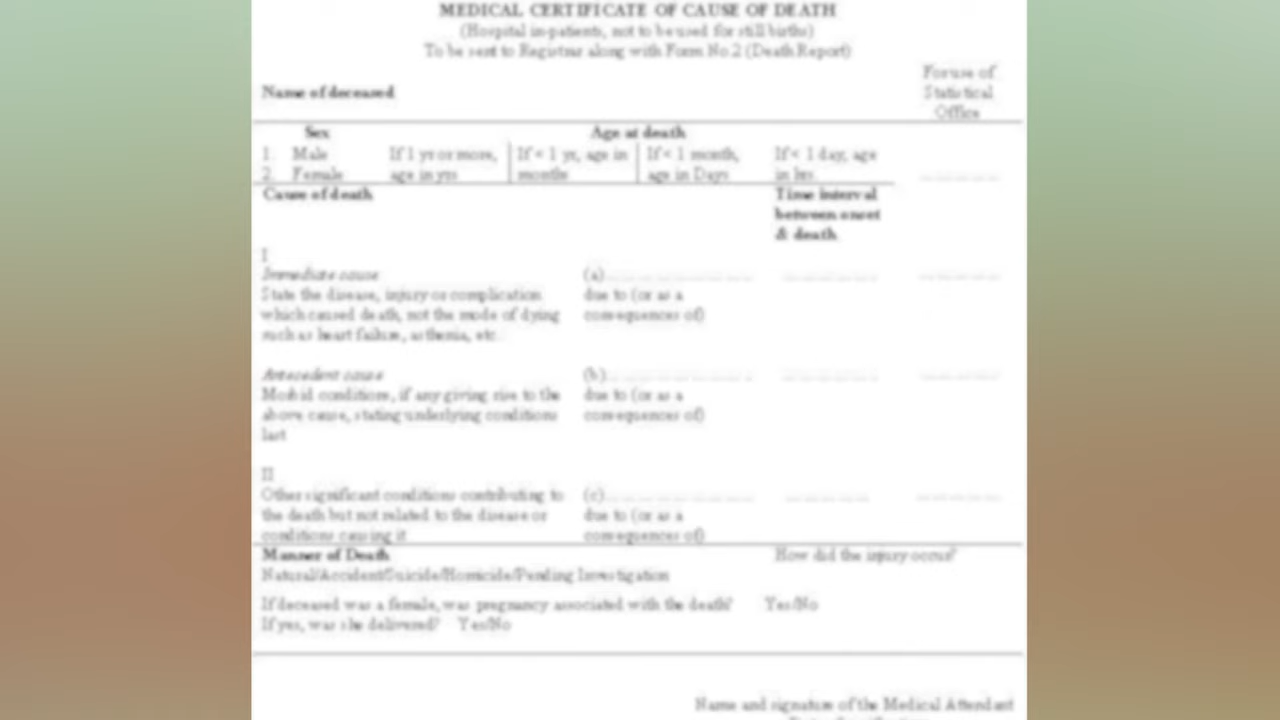 MEDICAL CERTIFICATE OF CAUSE OF DEATH
(Hospital in-patients, not to be used for still births)
To be sent to Registrar along with Form No.2 (Death Report)
Name of deceased
For use of
Statistical
Office
Sex Age at death
1. Male If 1 yr or more, If < 1 yr, age in If < 1 month, If < 1 day, age
2. Female age in yrs months age in Days in hrs.
Cause of death Time interval
between onset
& death
I
Immediate cause (a)
State the disease, injury or complication due to (or as a
which caused death, not the mode of dying consequences of)
such as heart failure, asthenia, etc.
Antecedent cause (b)
Morbid conditions, if any giving rise to the due to (or as a
above cause, stating underlying conditions consequences of)
last
II
Other significant conditions contributing to (c)
the death but not related to the disease or due to (or as a
conditions causing it consequences of)
Manner of Death How did the injury occur?
Natural/Accident/Suicide/Homicide/Pending Investigation
If deceased was a female, was pregnancy associated with the death? Yes/No
If yes, was she delivered? Yes/No
Name and signature of the Medical Attendant